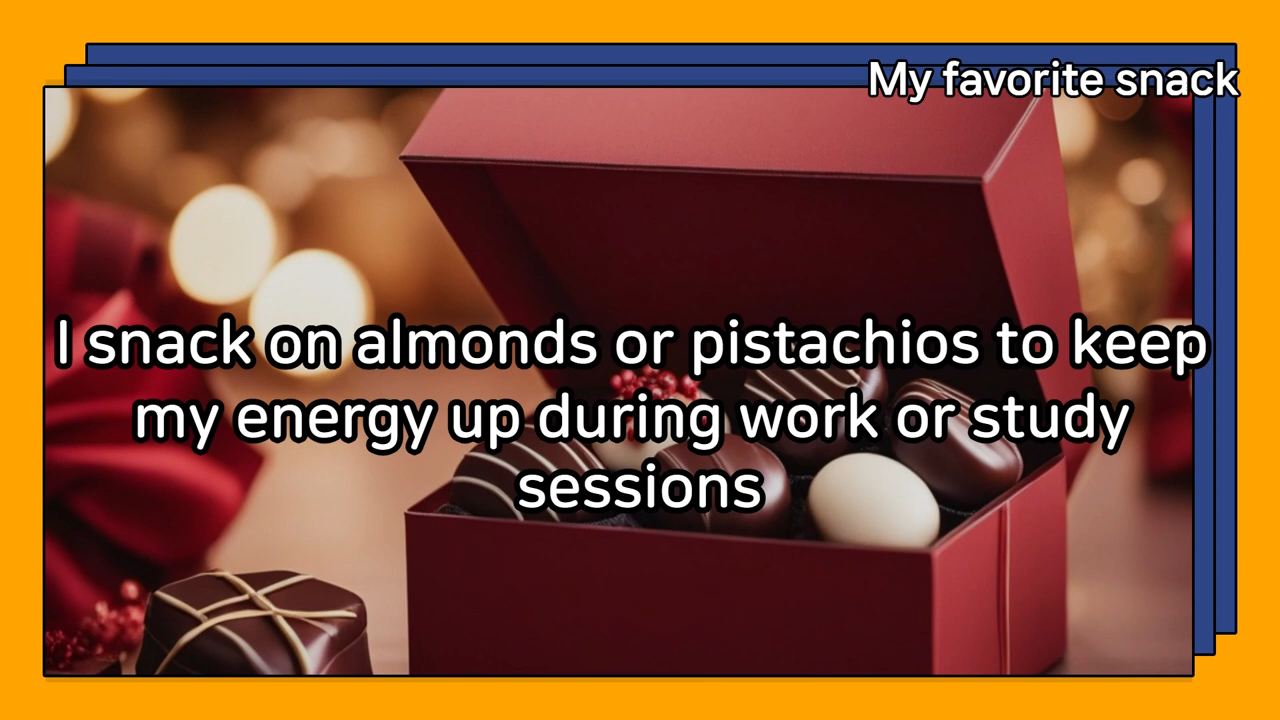 My favorite snack
I snack on almonds or pistachios to keep
my energy up during work or study
sessions